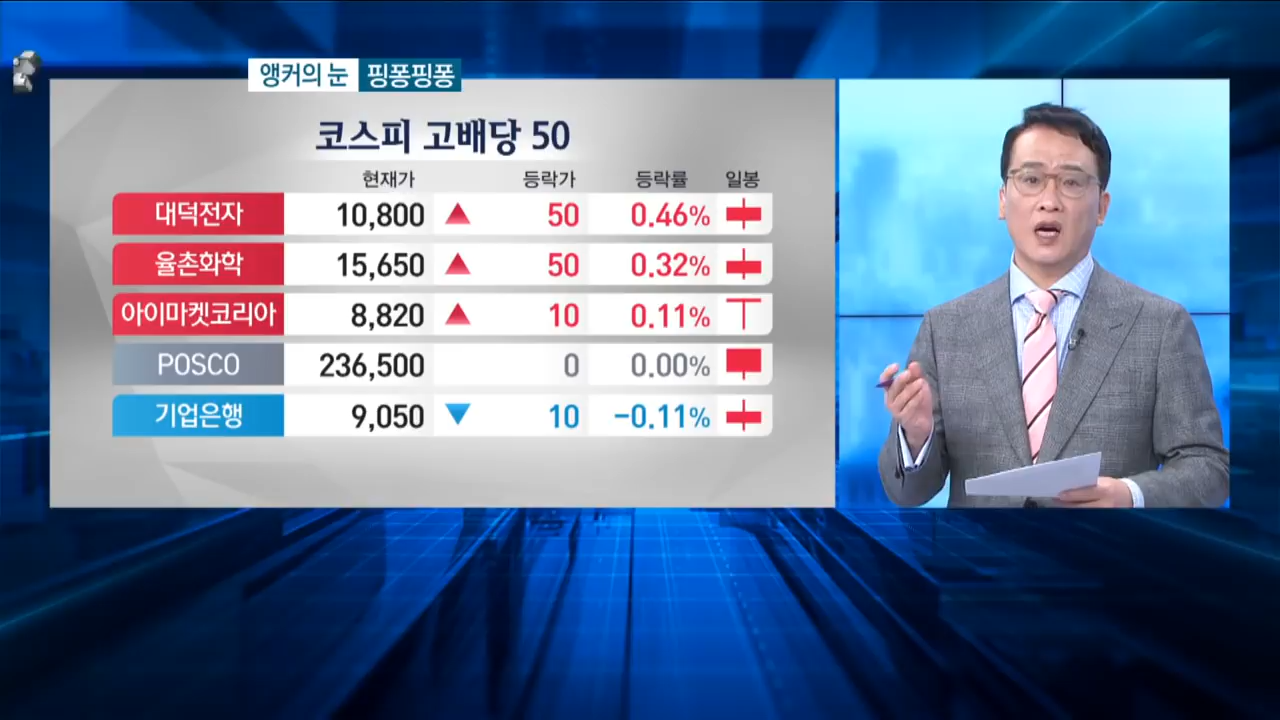 앵커의 눈 핑퐁핑퐁
코스피 고배당 50
현재가 등락가 등락률 일봉
대덕전자 10,800 ▲ 50 0.46%
율촌화학 15,650 ▲ 50 0.32%
아이마켓코리아 8,820 ▲ 10 0.11%
POSCO 236,500 0 0.00%
기업은행 9,050 ▼ 10 -0.11%